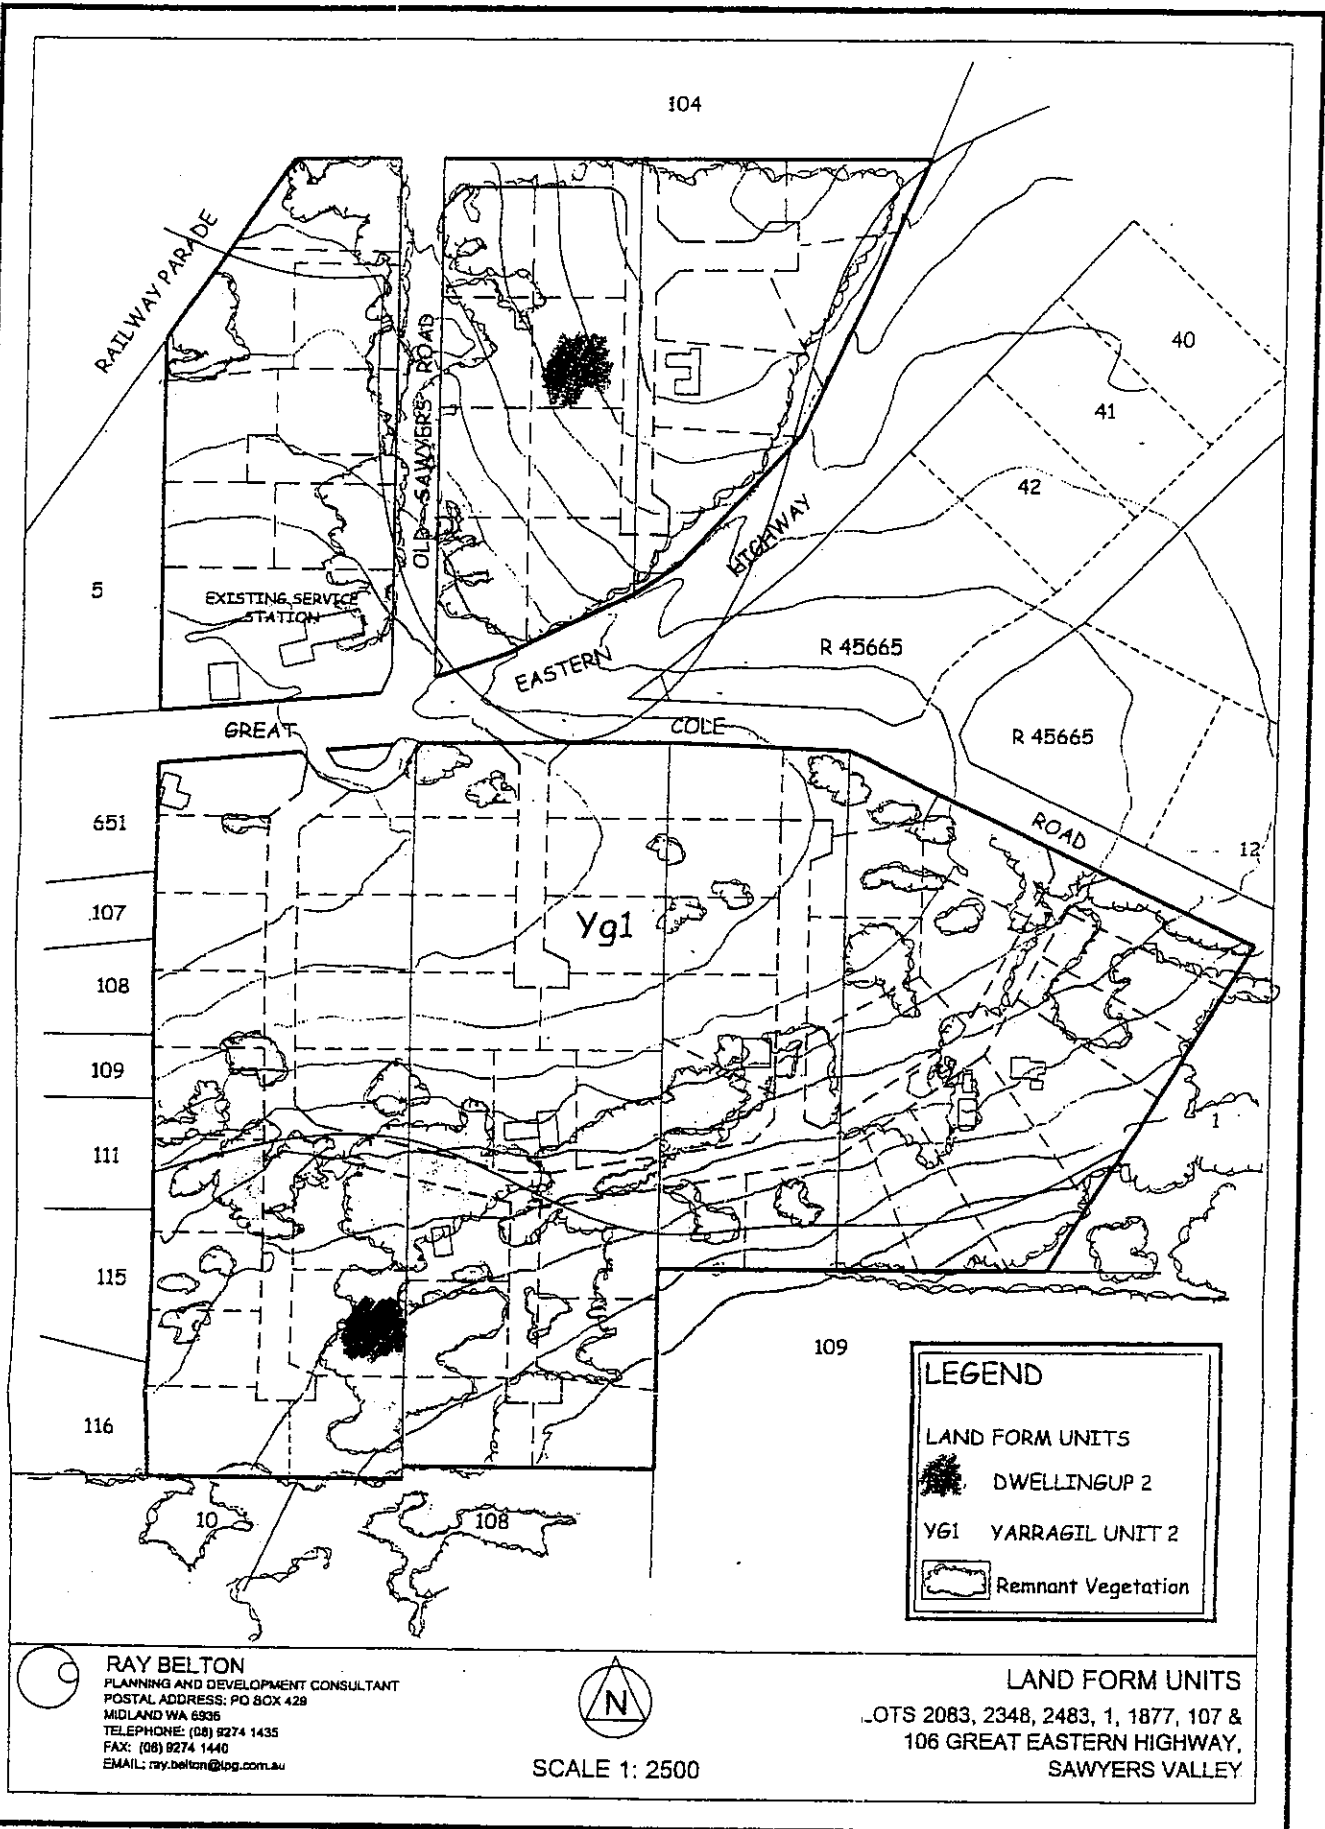 104
RAILWAY PARADE
OLD SAWYERS ROAD
40
41
42
HIGHWAY
5
EXISTING SERVICE
STATION
R 45665
EASTERN
GREAT
COLE
R 45665
ROAD
651
12
107
Yg1
108
109
111
1
115
109
116
10
108
LEGEND
LAND FORM UNITS
DWELLINGUP 2
YG1 YARRAGIL UNIT 2
Remnant Vegetation
RAY BELTON
PLANNING AND DEVELOPMENT CONSULTANT
POSTAL ADDRESS: PO BOX 429
MIDLAND WA 6936
TELEPHONE: (08) 9274 1435
FAX: (08) 9274 1440
EMAIL: ray.belton@lpg.com.au
N
SCALE 1: 2500
LAND FORM UNITS
LOTS 2083, 2348, 2483, 1, 1877, 107 &
106 GREAT EASTERN HIGHWAY,
SAWYERS VALLEY